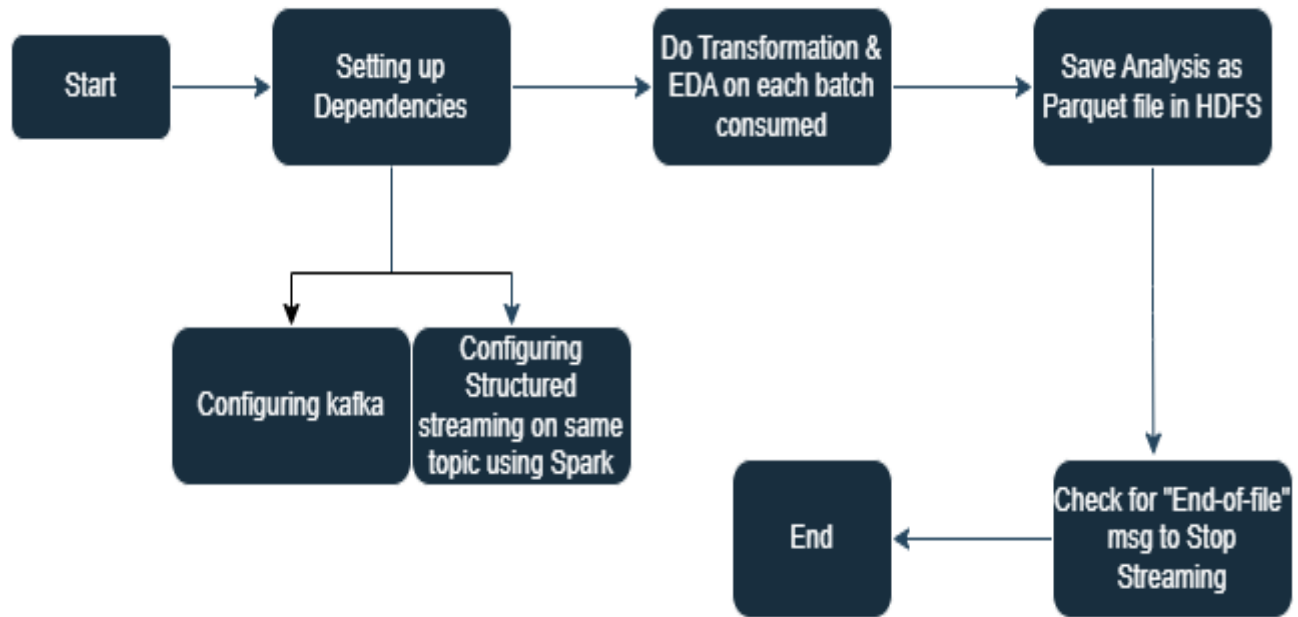 Start
Setting up
Dependencies
Do Transformation &
EDA on each batch
consumed
Save Analysis as
Parquet file in HDFS
Configuring kafka
Configuring
Structured
streaming on same
topic using Spark
End
Check for "End-of-file"
msg to Stop
Streaming